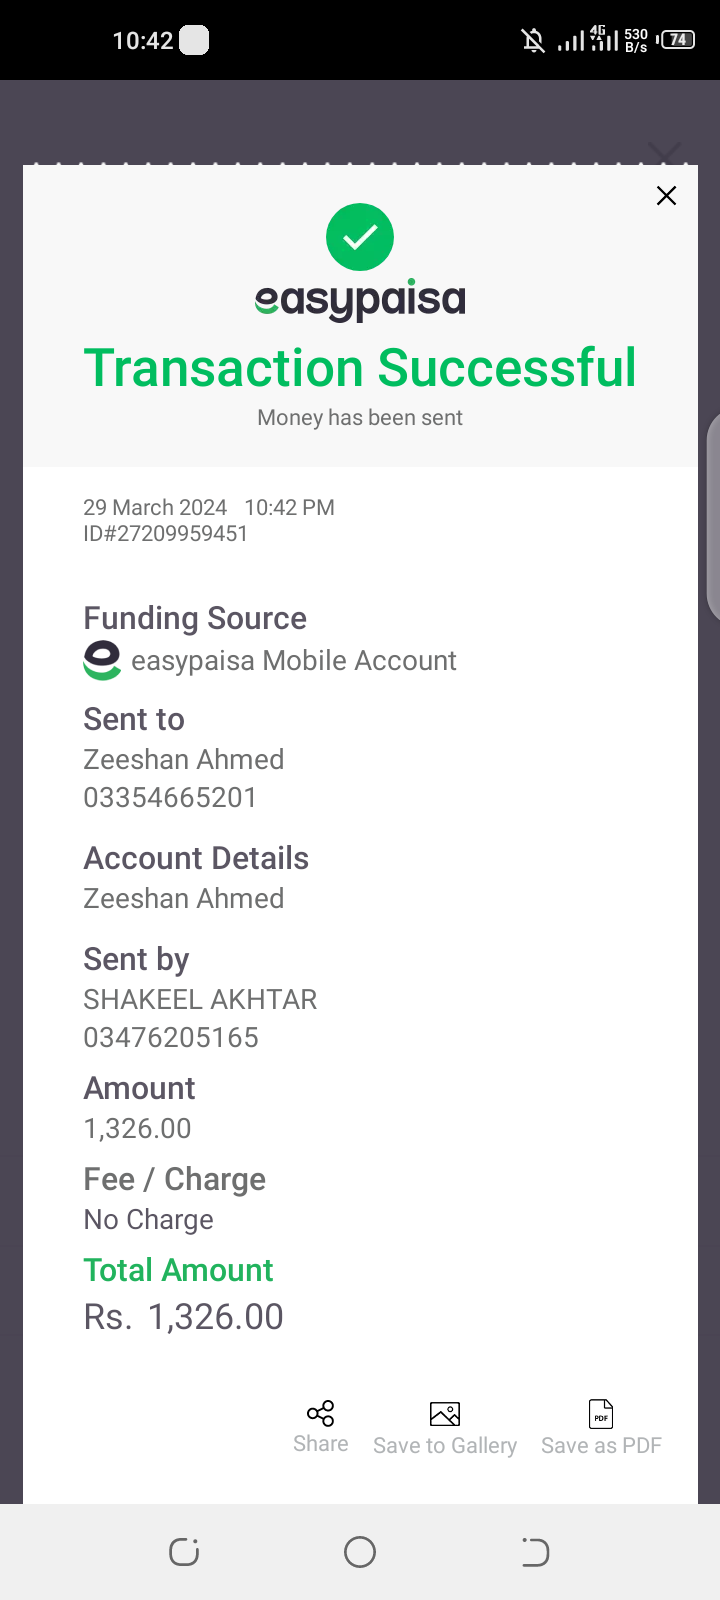 10:42
4G
530
B/s
74
easypaisa
Transaction Successful
Money has been sent
29 March 2024 10:42 PM
ID#27209959451
Funding Source
easypaisa Mobile Account
Sent to
Zeeshan Ahmed
03354665201
Account Details
Zeeshan Ahmed
Sent by
SHAKEEL AKHTAR
03476205165
Amount
1,326.00
Fee / Charge
No Charge
Total Amount
Rs. 1,326.00
PDF
Share Save to Gallery Save as PDF